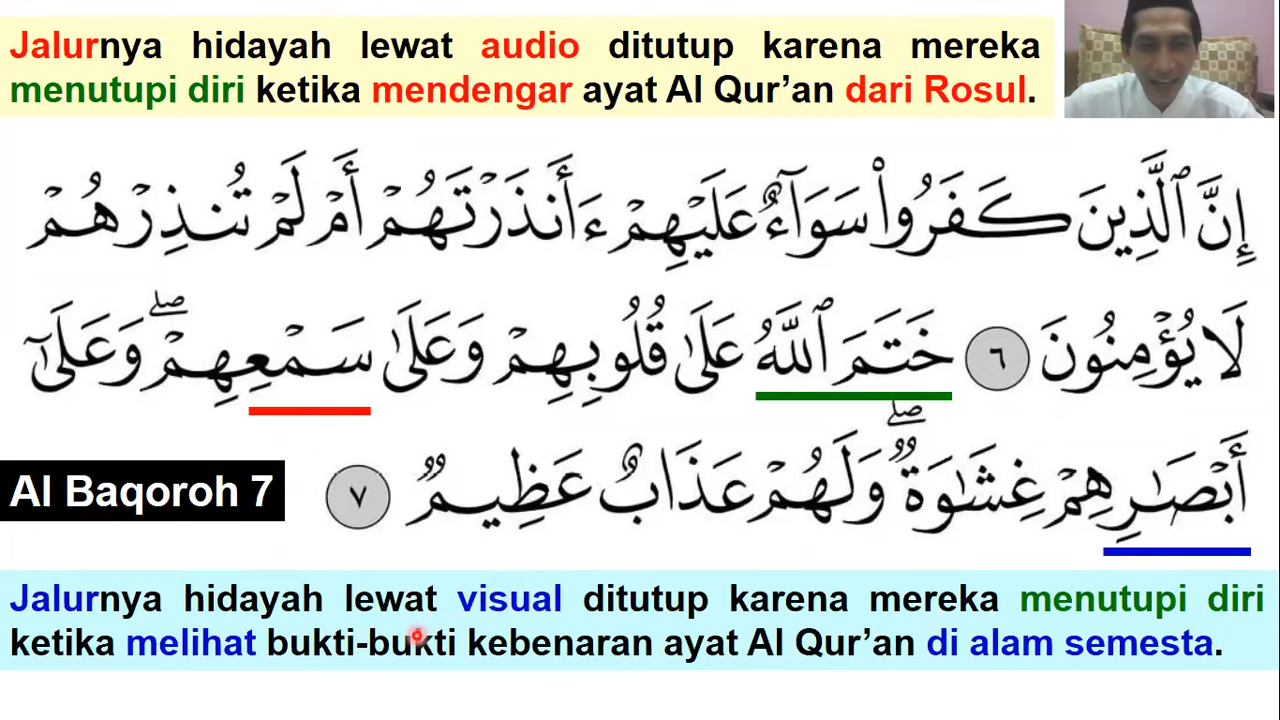 Jalurnya hidayah lewat audio ditutup karena mereka
menutupi diri ketika mendengar ayat Al Qur’an dari Rosul.
إِنَّ ٱلَّذِينَ كَفَرُوا۟ سَوَآءٌ عَلَيْهِمْ ءَأَنذَرْتَهُمْ أَمْ لَمْ تُنذِرْهُمْ
لَا يُؤْمِنُونَ ٦ خَتَمَ ٱللَّهُ عَلَىٰ قُلُوبِهِمْ وَعَلَىٰ سَمْعِهِمْ ۖ وَعَلَىٰٓ
أَبْصَـٰرِهِمْ غِشَـٰوَةٌ ۖ وَلَهُمْ عَذَابٌ عَظِيمٌ ٧
Al Baqoroh 7
Jalurnya hidayah lewat visual ditutup karena mereka menutupi diri
ketika melihat bukti-bukti kebenaran ayat Al Qur’an di alam semesta.